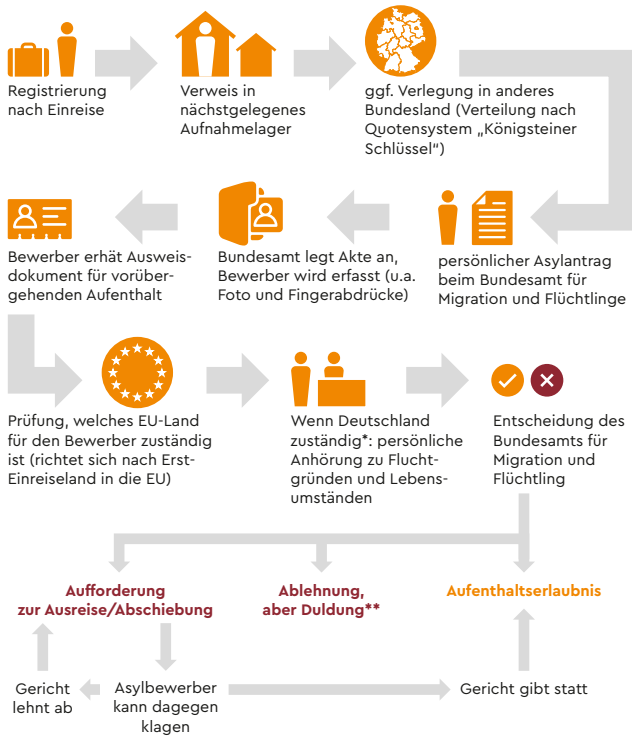 Registrierung
nach Einreise
Verweis in
nächstgelegenes
Aufnahmelager
ggf. Verlegung in anderes
Bundesland (Verteilung nach
Quotensystem „Königsteiner
Schlüssel“)
persönlicher Asylantrag
beim Bundesamt für
Migration und Flüchtlinge
Bundesamt legt Akte an,
Bewerber wird erfasst (u.a.
Foto und Fingerabdrücke)
Bewerber erhät Ausweis-
dokument für vorüber-
gehenden Aufenthalt
Prüfung, welches EU-Land
für den Bewerber zuständig
ist (richtet sich nach Erst-
Einreiseland in die EU)
Wenn Deutschland
zuständig*: persönliche
Anhörung zu Flucht-
gründen und Lebens-
umständen
Entscheidung des
Bundesamts für
Migration und
Flüchtling
Aufforderung
zur Ausreise/Abschiebung
Ablehnung,
aber Duldung**
Aufenthaltserlaubnis
Gericht
lehnt ab
Asylbewerber
kann dagegen
klagen
Gericht gibt statt